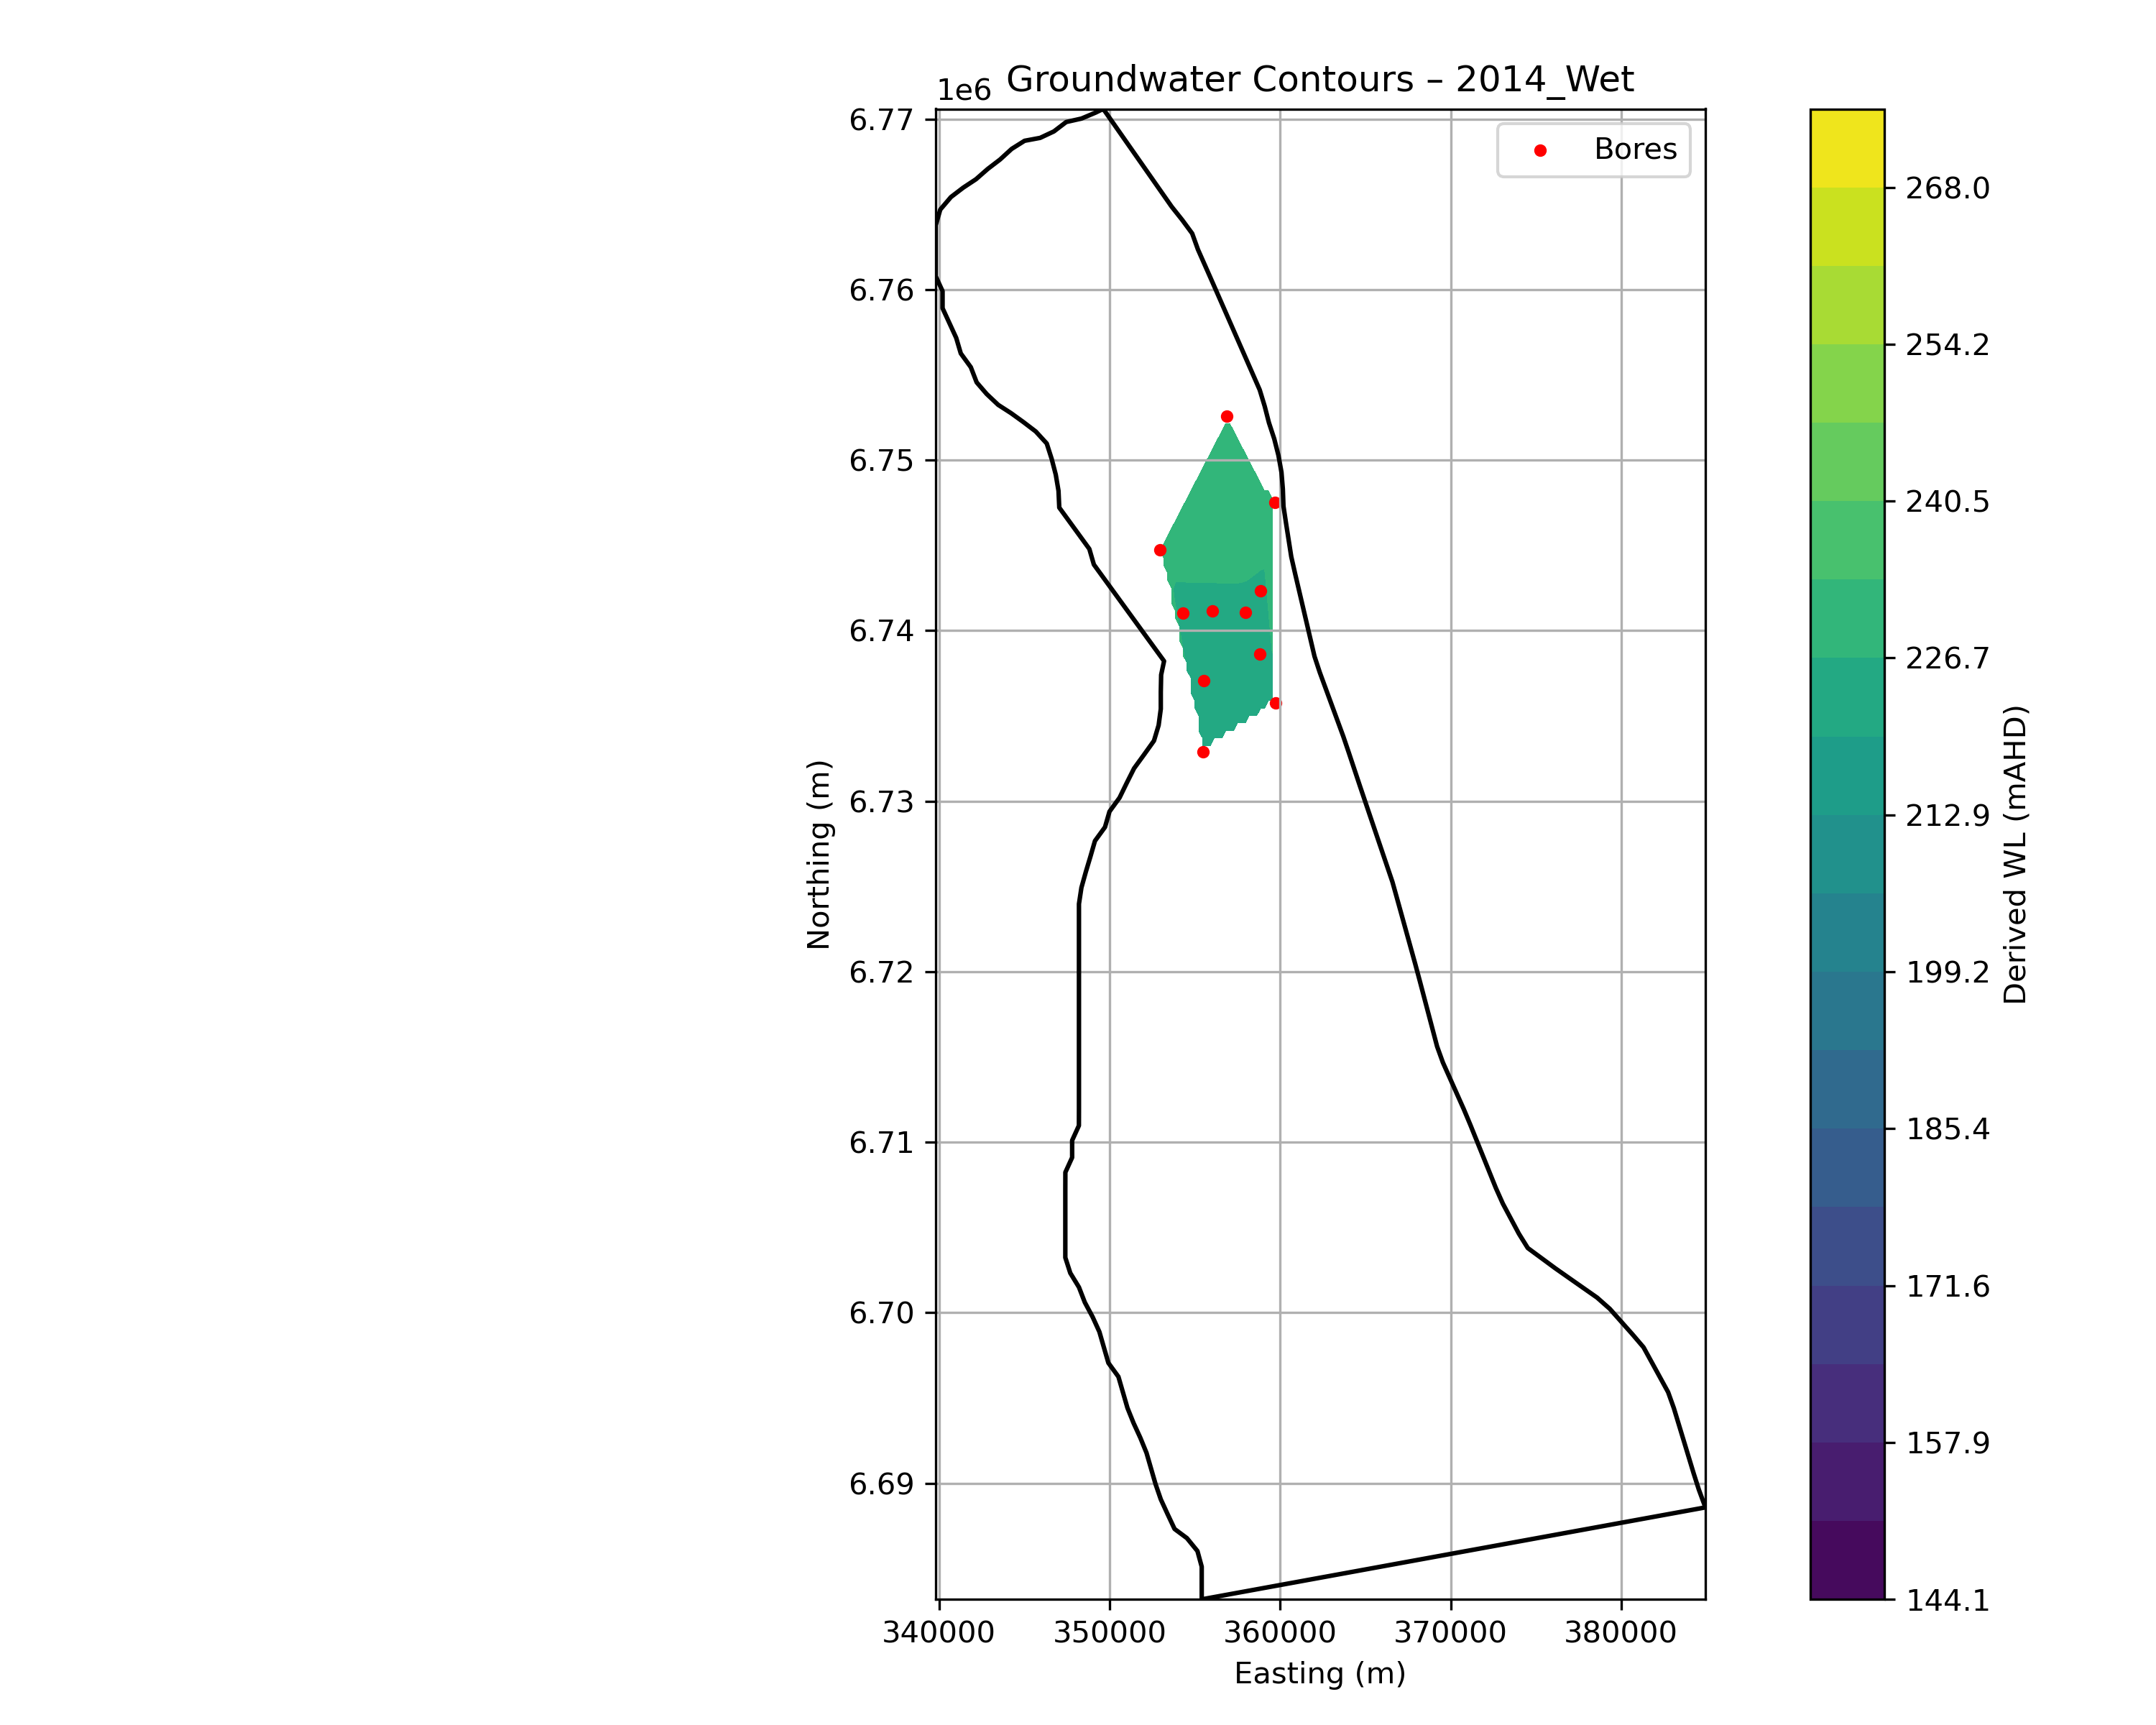 Groundwater Contours – 2014_Wet
1e6
Bores
6.77
6.76
6.75
6.74
6.73
6.72
6.71
6.70
6.69
Northing (m)
340000 350000 360000 370000 380000
Easting (m)
268.0
254.2
240.5
226.7
212.9
199.2
185.4
171.6
157.9
144.1
Derived WL (mAHD)